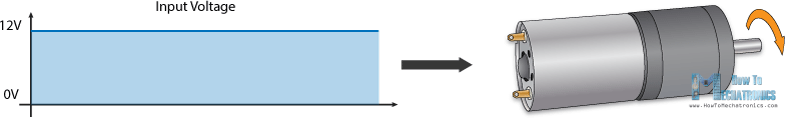 Input Voltage
12V
0V
How To
MECHATRONICS
www.HowToMechatronics.com